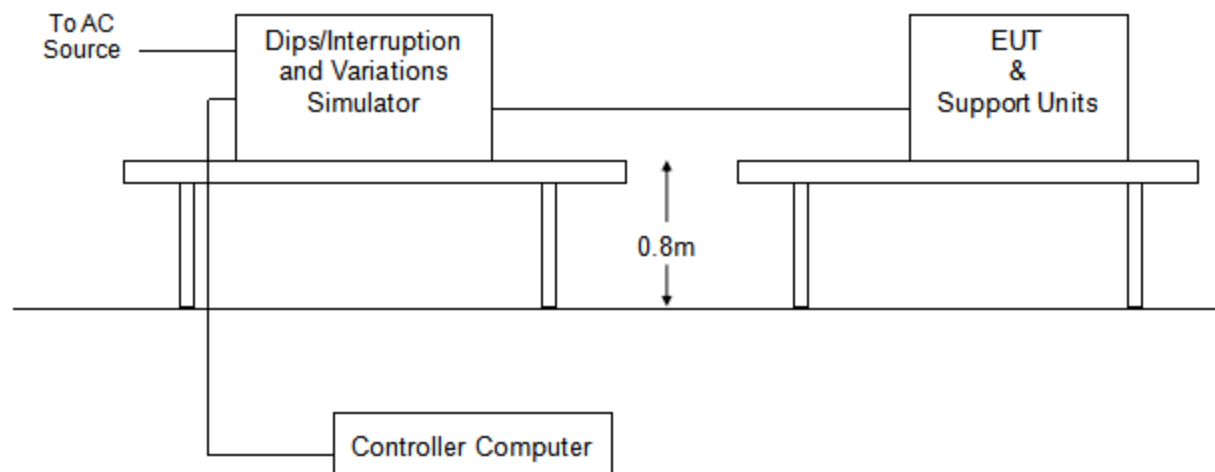 To AC
Source
Dips/Interruption
and Variations
Simulator
EUT
&
Support Units
0.8m
Controller Computer